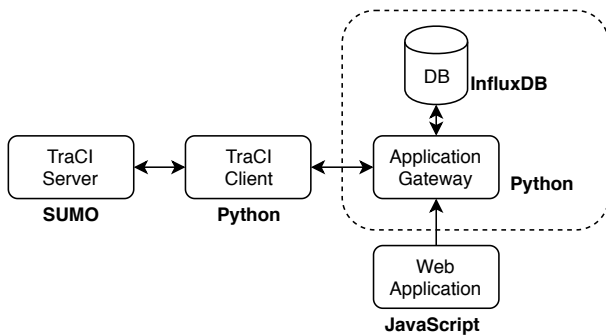 DB
InfluxDB
TraCI
Server
SUMO
TraCI
Client
Python
Application
Gateway
Python
Web
Application
JavaScript